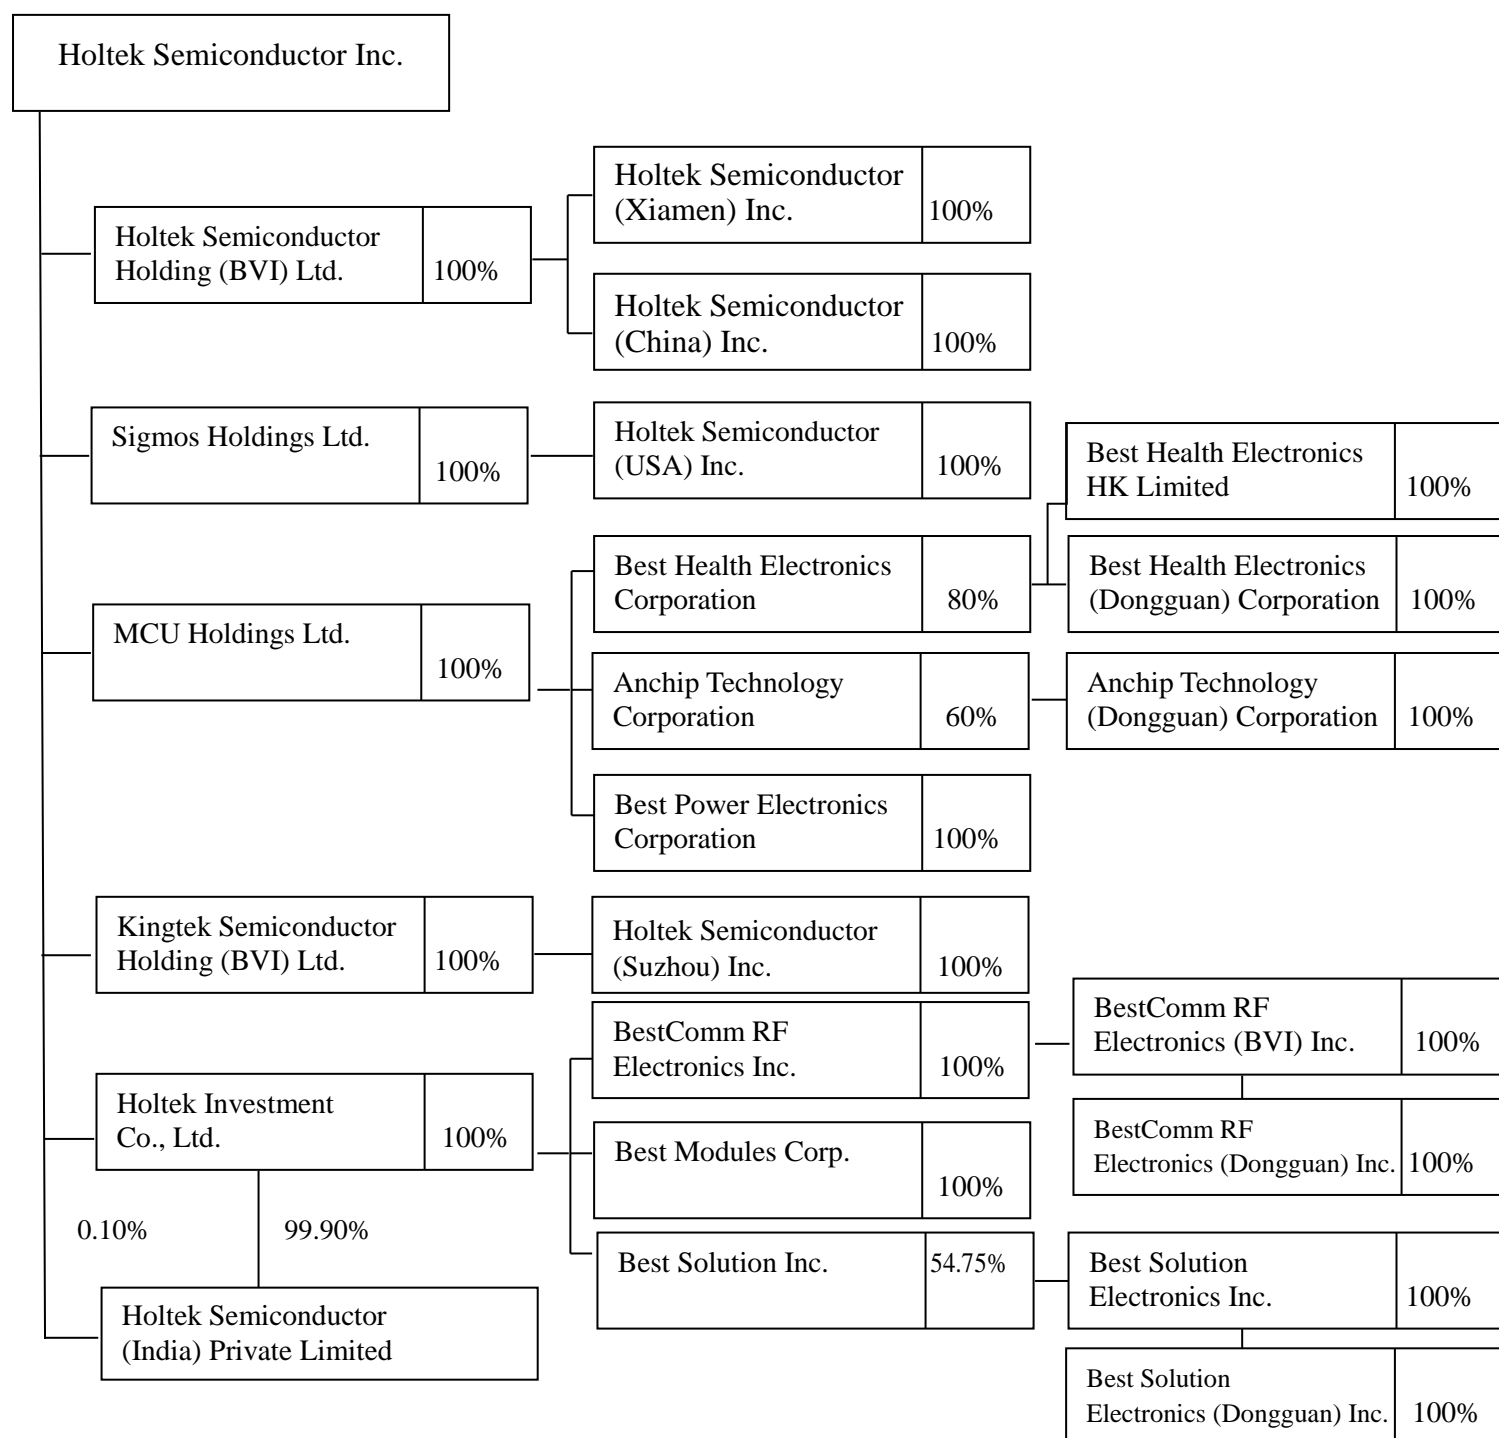 Holtek Semiconductor Inc.
Holtek Semiconductor
Holding (BVI) Ltd.
100%
Holtek Semiconductor
(Xiamen) Inc.
100%
Holtek Semiconductor
(China) Inc.
100%
Sigmos Holdings Ltd.
100%
Holtek Semiconductor
(USA) Inc.
100%
MCU Holdings Ltd.
100%
Best Health Electronics
Corporation
80%
Best Health Electronics
HK Limited
100%
Best Health Electronics
(Dongguan) Corporation
100%
Anchip Technology
Corporation
60%
Anchip Technology
(Dongguan) Corporation
100%
Best Power Electronics
Corporation
100%
Kingtek Semiconductor
Holding (BVI) Ltd.
100%
Holtek Semiconductor
(Suzhou) Inc.
100%
Holtek Investment
Co., Ltd.
100%
BestComm RF
Electronics Inc.
100%
BestComm RF
Electronics (BVI) Inc.
100%
BestComm RF
Electronics (Dongguan) Inc.
100%
Best Modules Corp.
100%
Best Solution Inc.
54.75%
Best Solution
Electronics Inc.
100%
Best Solution
Electronics (Dongguan) Inc.
100%
0.10%
99.90%
Holtek Semiconductor
(India) Private Limited